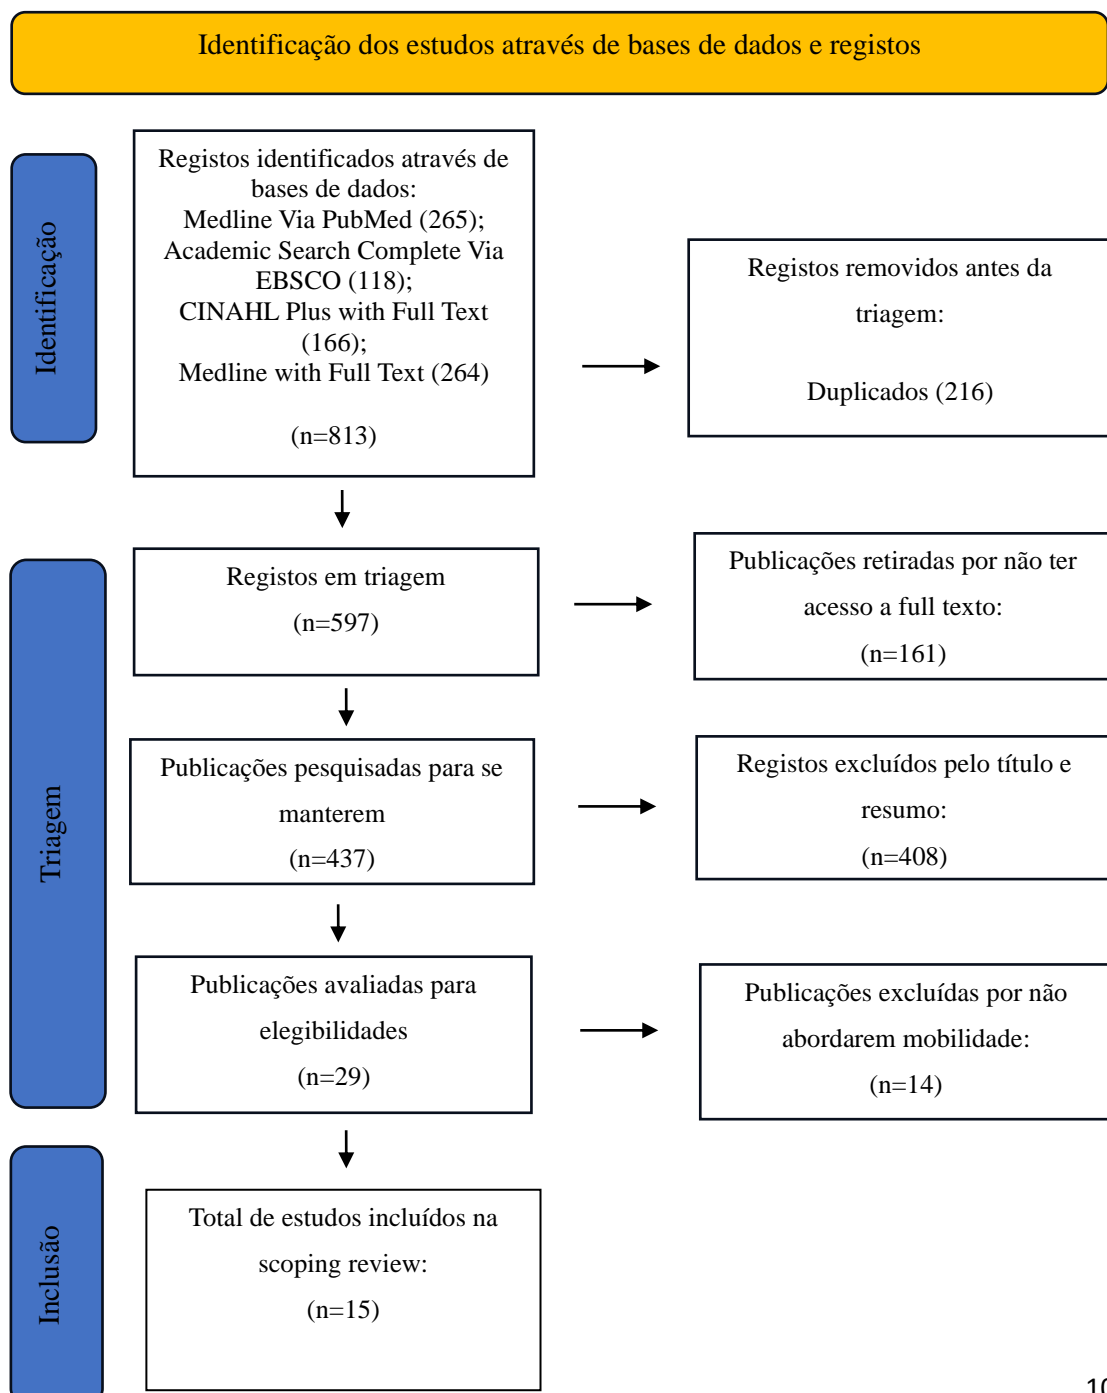 Identificação dos estudos através de bases de dados e registos
Identificação
Registos identificados através de
bases de dados:
Medline Via PubMed (265);
Academic Search Complete Via
EBSCO (118);
CINAHL Plus with Full Text
(166);
Medline with Full Text (264)
(n=813)
Registos removidos antes da
triagem:
Duplicados (216)
Triagem
Registos em triagem
(n=597)
Publicações retiradas por não ter
acesso a full texto:
(n=161)
Publicações pesquisadas para se
manterem
(n=437)
Registos excluídos pelo título e
resumo:
(n=408)
Publicações avaliadas para
elegibilidades
(n=29)
Publicações excluídas por não
abordarem mobilidade:
(n=14)
Inclusão
Total de estudos incluídos na
scoping review:
(n=15)
10